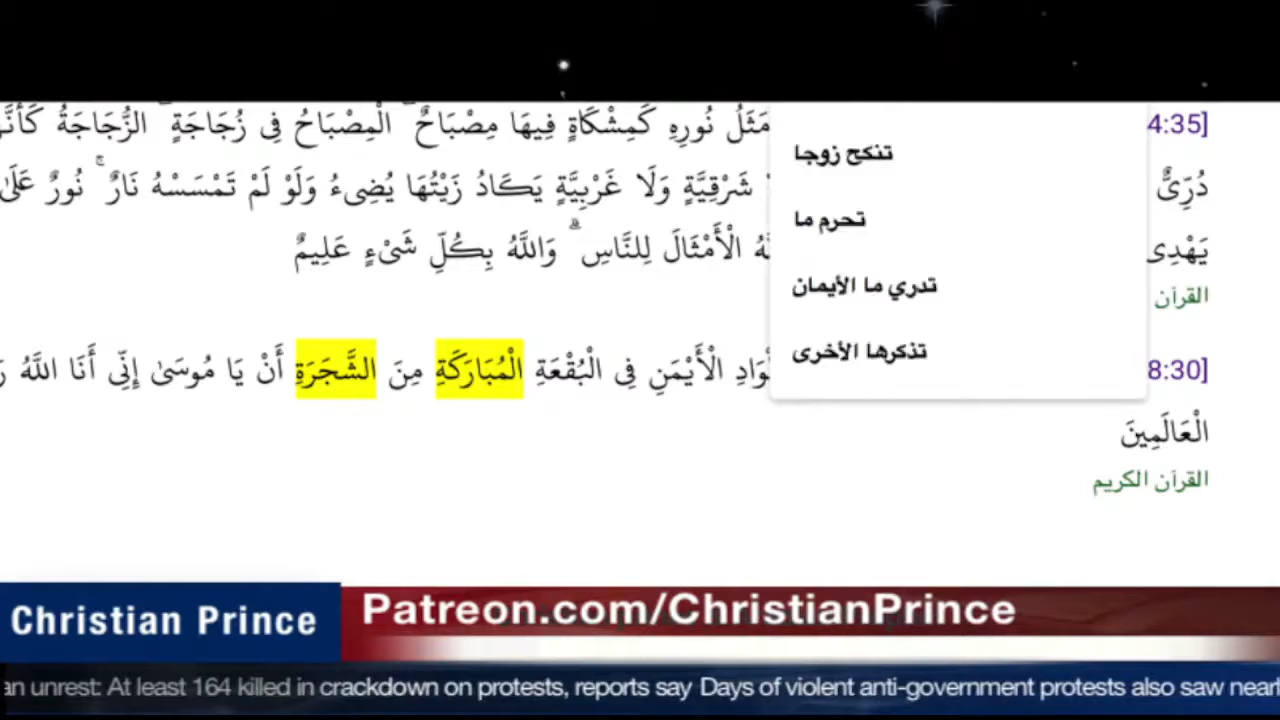 4:35] مَثَلُ نُورِهِ كَمِشْكَاةٍ فِيهَا مِصْبَاحٌ ۖ الْمِصْبَاحُ فِي زُجَاجَةٍ ۖ الزُّجَاجَةُ
دُرِّيٌّ شَرْقِيَّةٍ وَلَا غَرْبِيَّةٍ يَكَادُ زَيْتُهَا يُضِيءُ وَلَوْ لَمْ تَمْسَسْهُ نَارٌ ۚ نُورٌ عَلَىٰ
يَهْدِي الْأَمْثَالَ لِلنَّاسِ ۗ وَاللَّهُ بِكُلِّ شَيْءٍ عَلِيمٌ
القرآن
تنكح زوجا
تحرم ما
تدري ما الأيمان
تذكرها الأخرى
8:30] الْأَيْمَنِ فِي الْبُقْعَةِ الْمُبَارَكَةِ مِنَ الشَّجَرَةِ أَنْ يَا مُوسَىٰ إِنِّي أَنَا اللَّهُ
الْعَالَمِينَ
القرآن الكريم
Christian Prince
Patreon.com/ChristianPrince
an unrest: At least 164 killed in crackdown on protests, reports say Days of violent anti-government protests also saw